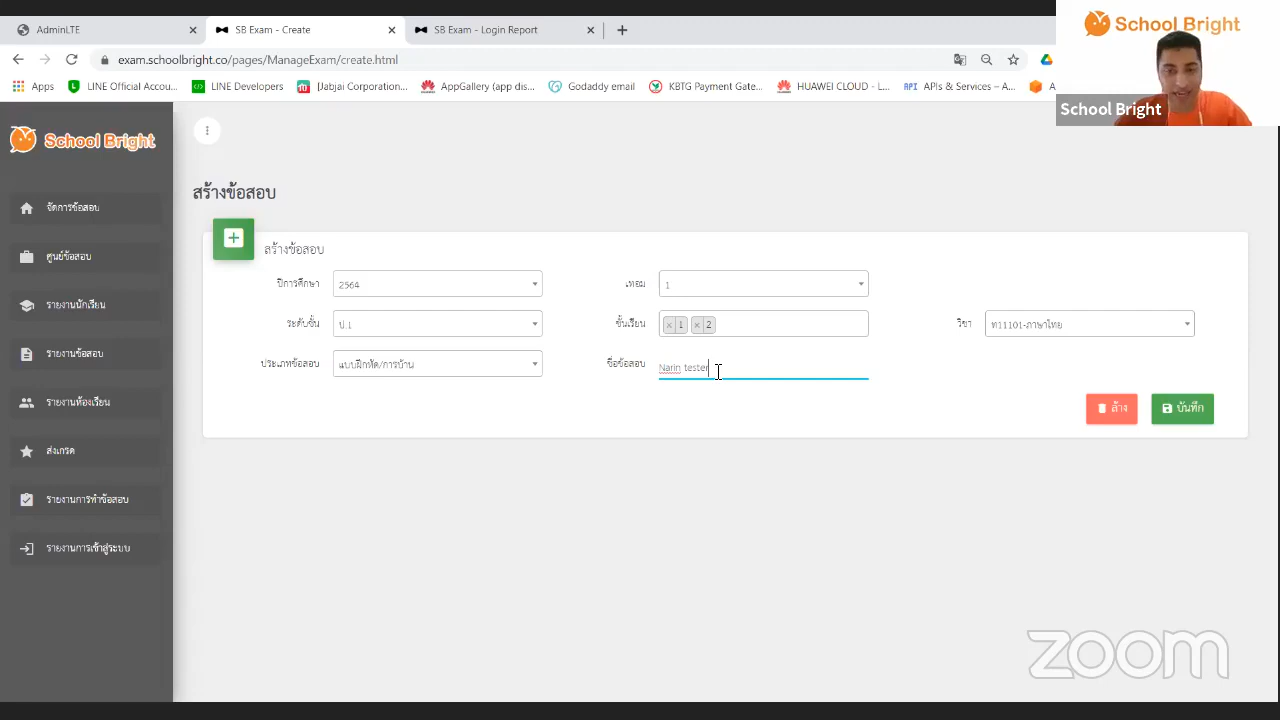 AdminLTE
SB Exam - Create
SB Exam - Login Report
School Bright
exam.schoolbright.co/pages/ManageExam/create.html
Apps
LINE Official Accou...
LINE Developers
[Jabjai Corporation...
AppGallery (app dis...
Godaddy email
KBTG Payment Gate...
HUAWEI CLOUD - L...
API APIs & Services – A...
A
School Bright
School Bright
สร้างข้อสอบ
จัดการข้อสอบ
ศูนย์ข้อสอบ
รายงานนักเรียน
รายงานข้อสอบ
รายงานห้องเรียน
ส่งเกรด
รายงานการทำข้อสอบ
รายงานการเข้าสู่ระบบ
สร้างข้อสอบ
ปีการศึกษา 2564 เทอม 1
ระดับชั้น ป.1 ชั้นเรียน × 1 × 2 วิชา ท11101-ภาษาไทย
ประเภทข้อสอบ แบบฝึกหัด/การบ้าน ชื่อข้อสอบ Narin tester
ล้าง บันทึก
zoom